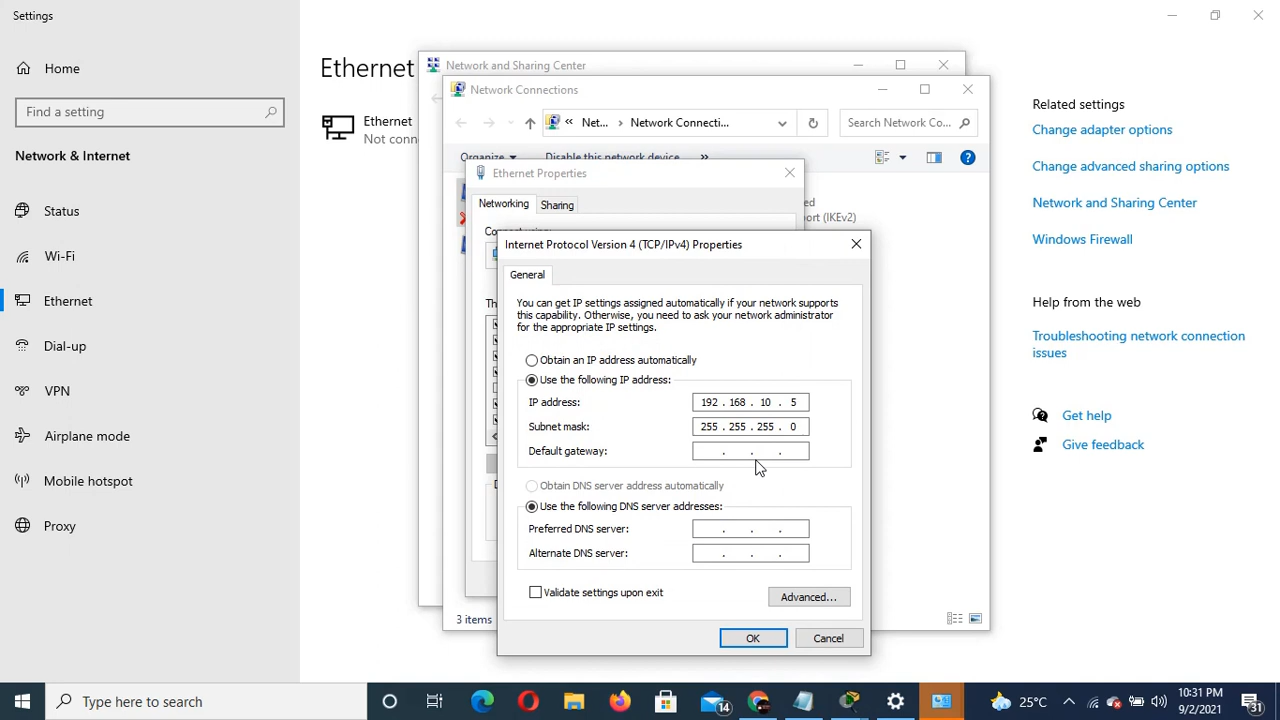 Settings
Home
Find a setting
Network & Internet
Status
Wi-Fi
Ethernet
Dial-up
VPN
Airplane mode
Mobile hotspot
Proxy
Ethernet
Ethernet
Not conn
Network and Sharing Center
Network Connections
« Net... › Network Connecti...
Search Network Co...
Organize
Disable this network device
»
Ethernet Properties
Networking
Sharing
Internet Protocol Version 4 (TCP/IPv4) Properties
General
You can get IP settings assigned automatically if your network supports
this capability. Otherwise, you need to ask your network administrator
for the appropriate IP settings.
Obtain an IP address automatically
Use the following IP address:
IP address: 192 . 168 . 10 . 5
Subnet mask: 255 . 255 . 255 . 0
Default gateway: . . .
Obtain DNS server address automatically
Use the following DNS server addresses:
Preferred DNS server: . . .
Alternate DNS server: . . .
Validate settings upon exit
Advanced...
OK
Cancel
ed
port (IKEv2)
3 items
Related settings
Change adapter options
Change advanced sharing options
Network and Sharing Center
Windows Firewall
Help from the web
Troubleshooting network connection
issues
Get help
Give feedback
Type here to search
14
25°C
10:31 PM
9/2/2021
31